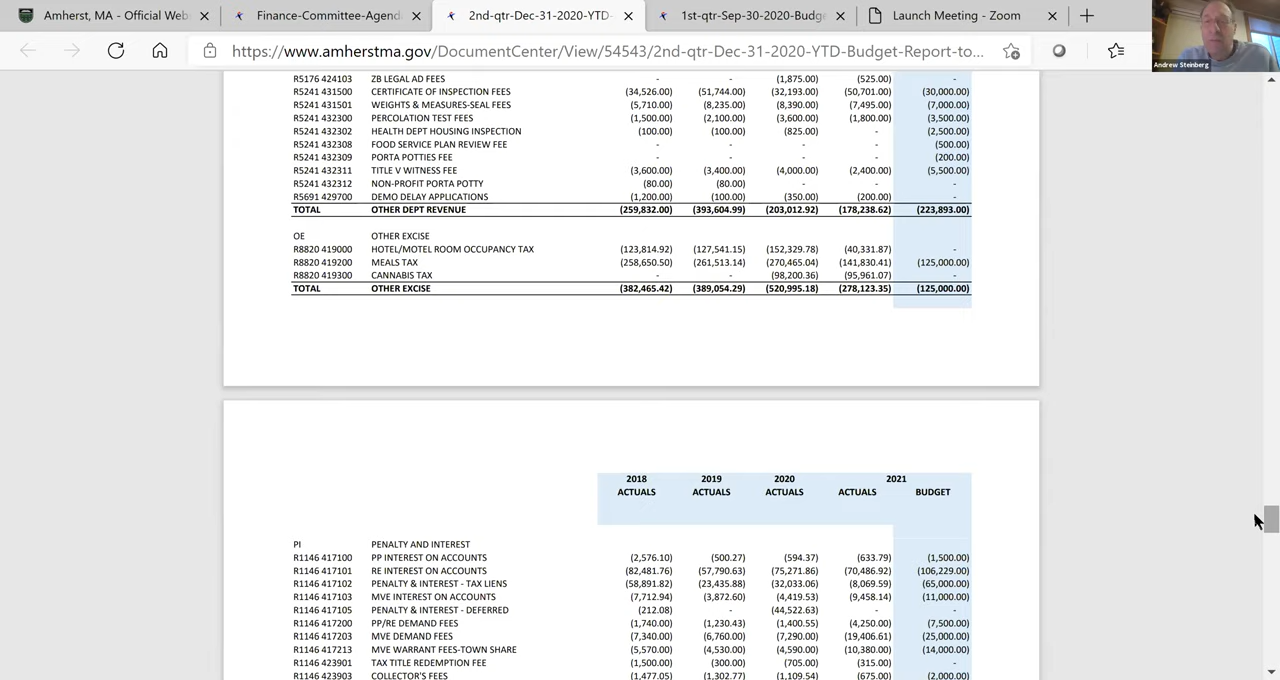 Amherst, MA - Official Web
Finance-Committee-Agend
2nd-qtr-Dec-31-2020-YTD-
1st-qtr-Sep-30-2020-Budge
Launch Meeting - Zoom
https://www.amherstma.gov/DocumentCenter/View/54543/2nd-qtr-Dec-31-2020-YTD-Budget-Report-to...
Andrew Steinberg
R5176 424103 ZB LEGAL AD FEES - - (1,875.00) (525.00) -
R5241 431500 CERTIFICATE OF INSPECTION FEES (34,526.00) (51,744.00) (32,193.00) (50,701.00) (30,000.00)
R5241 431501 WEIGHTS & MEASURES-SEAL FEES (5,710.00) (8,235.00) (8,390.00) (7,495.00) (7,000.00)
R5241 432300 PERCOLATION TEST FEES (1,500.00) (2,100.00) (3,600.00) (1,800.00) (3,500.00)
R5241 432302 HEALTH DEPT HOUSING INSPECTION (100.00) (100.00) (825.00) - (2,500.00)
R5241 432308 FOOD SERVICE PLAN REVIEW FEE - - - - (500.00)
R5241 432309 PORTA POTTIES FEE - - - - (200.00)
R5241 432311 TITLE V WITNESS FEE (3,600.00) (3,400.00) (4,000.00) (2,400.00) (5,500.00)
R5241 432312 NON-PROFIT PORTA POTTY (80.00) (80.00) - - -
R5691 429700 DEMO DELAY APPLICATIONS (1,200.00) (100.00) (350.00) (200.00) -
TOTAL OTHER DEPT REVENUE (259,832.00) (393,604.99) (203,012.92) (178,238.62) (223,893.00)
OE OTHER EXCISE
R8820 419000 HOTEL/MOTEL ROOM OCCUPANCY TAX (123,814.92) (127,541.15) (152,329.78) (40,331.87) -
R8820 419200 MEALS TAX (258,650.50) (261,513.14) (270,465.04) (141,830.41) (125,000.00)
R8820 419300 CANNABIS TAX - - (98,200.36) (95,961.07) -
TOTAL OTHER EXCISE (382,465.42) (389,054.29) (520,995.18) (278,123.35) (125,000.00)
2018 2019 2020 2021
ACTUALS ACTUALS ACTUALS ACTUALS BUDGET
PI PENALTY AND INTEREST
R1146 417100 PP INTEREST ON ACCOUNTS (2,576.10) (500.27) (594.37) (633.79) (1,500.00)
R1146 417101 RE INTEREST ON ACCOUNTS (82,481.76) (57,790.63) (75,271.86) (70,486.92) (106,229.00)
R1146 417102 PENALTY & INTEREST - TAX LIENS (58,891.82) (23,435.88) (32,033.06) (8,069.59) (65,000.00)
R1146 417103 MVE INTEREST ON ACCOUNTS (7,712.94) (3,872.60) (4,419.53) (9,458.14) (11,000.00)
R1146 417105 PENALTY & INTEREST - DEFERRED (212.08) - (44,522.63) - -
R1146 417200 PP/RE DEMAND FEES (1,740.00) (1,230.43) (1,400.55) (4,250.00) (7,500.00)
R1146 417203 MVE DEMAND FEES (7,340.00) (6,760.00) (7,290.00) (19,406.61) (25,000.00)
R1146 417213 MVE WARRANT FEES-TOWN SHARE (5,570.00) (4,530.00) (4,590.00) (10,380.00) (14,000.00)
R1146 423901 TAX TITLE REDEMPTION FEE (1,500.00) (300.00) (705.00) (315.00) -
R1146 423903 COLLECTOR'S FEES (1,477.05) (1,302.77) (1,109.54) (675.00) (2,000.00)